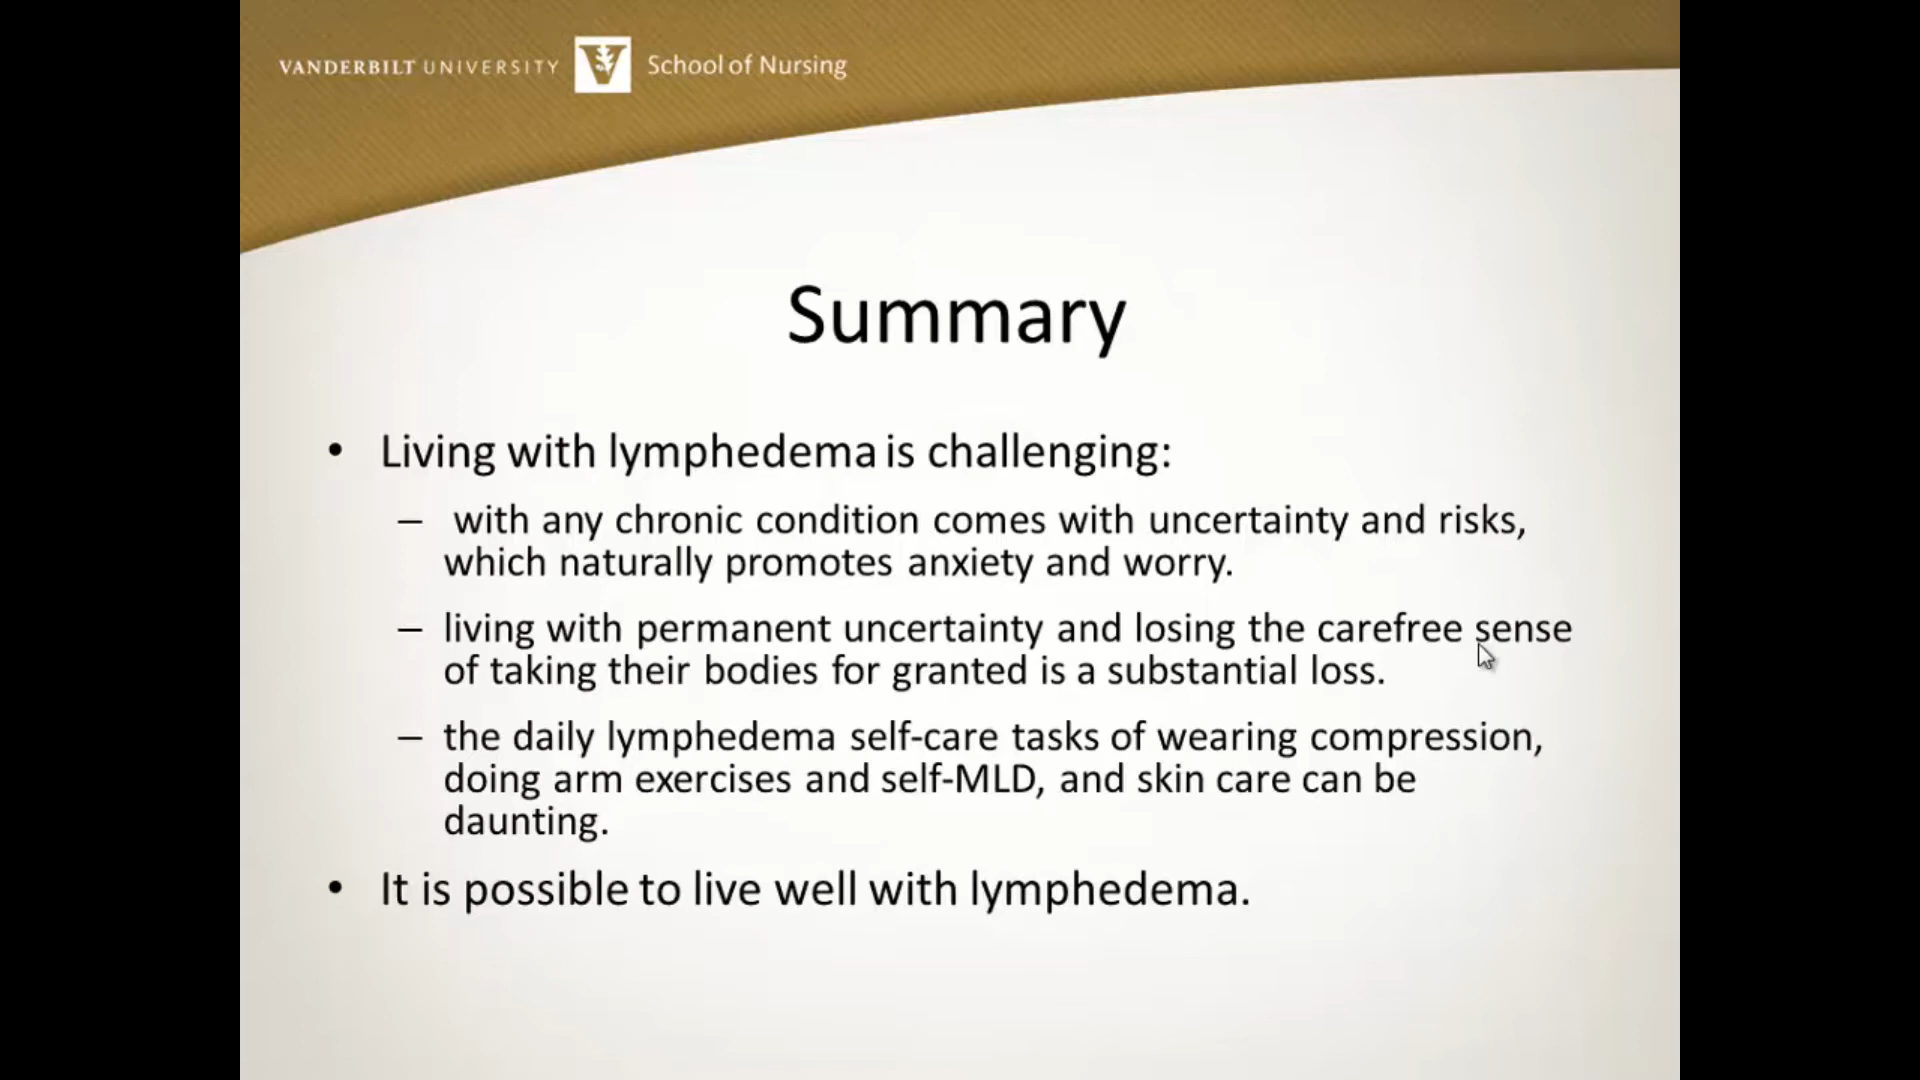 VANDERBILT UNIVERSITY V School of Nursing
Summary
• Living with lymphedema is challenging:
– with any chronic condition comes with uncertainty and risks,
which naturally promotes anxiety and worry.
– living with permanent uncertainty and losing the carefree sense
of taking their bodies for granted is a substantial loss.
– the daily lymphedema self-care tasks of wearing compression,
doing arm exercises and self-MLD, and skin care can be
daunting.
• It is possible to live well with lymphedema.